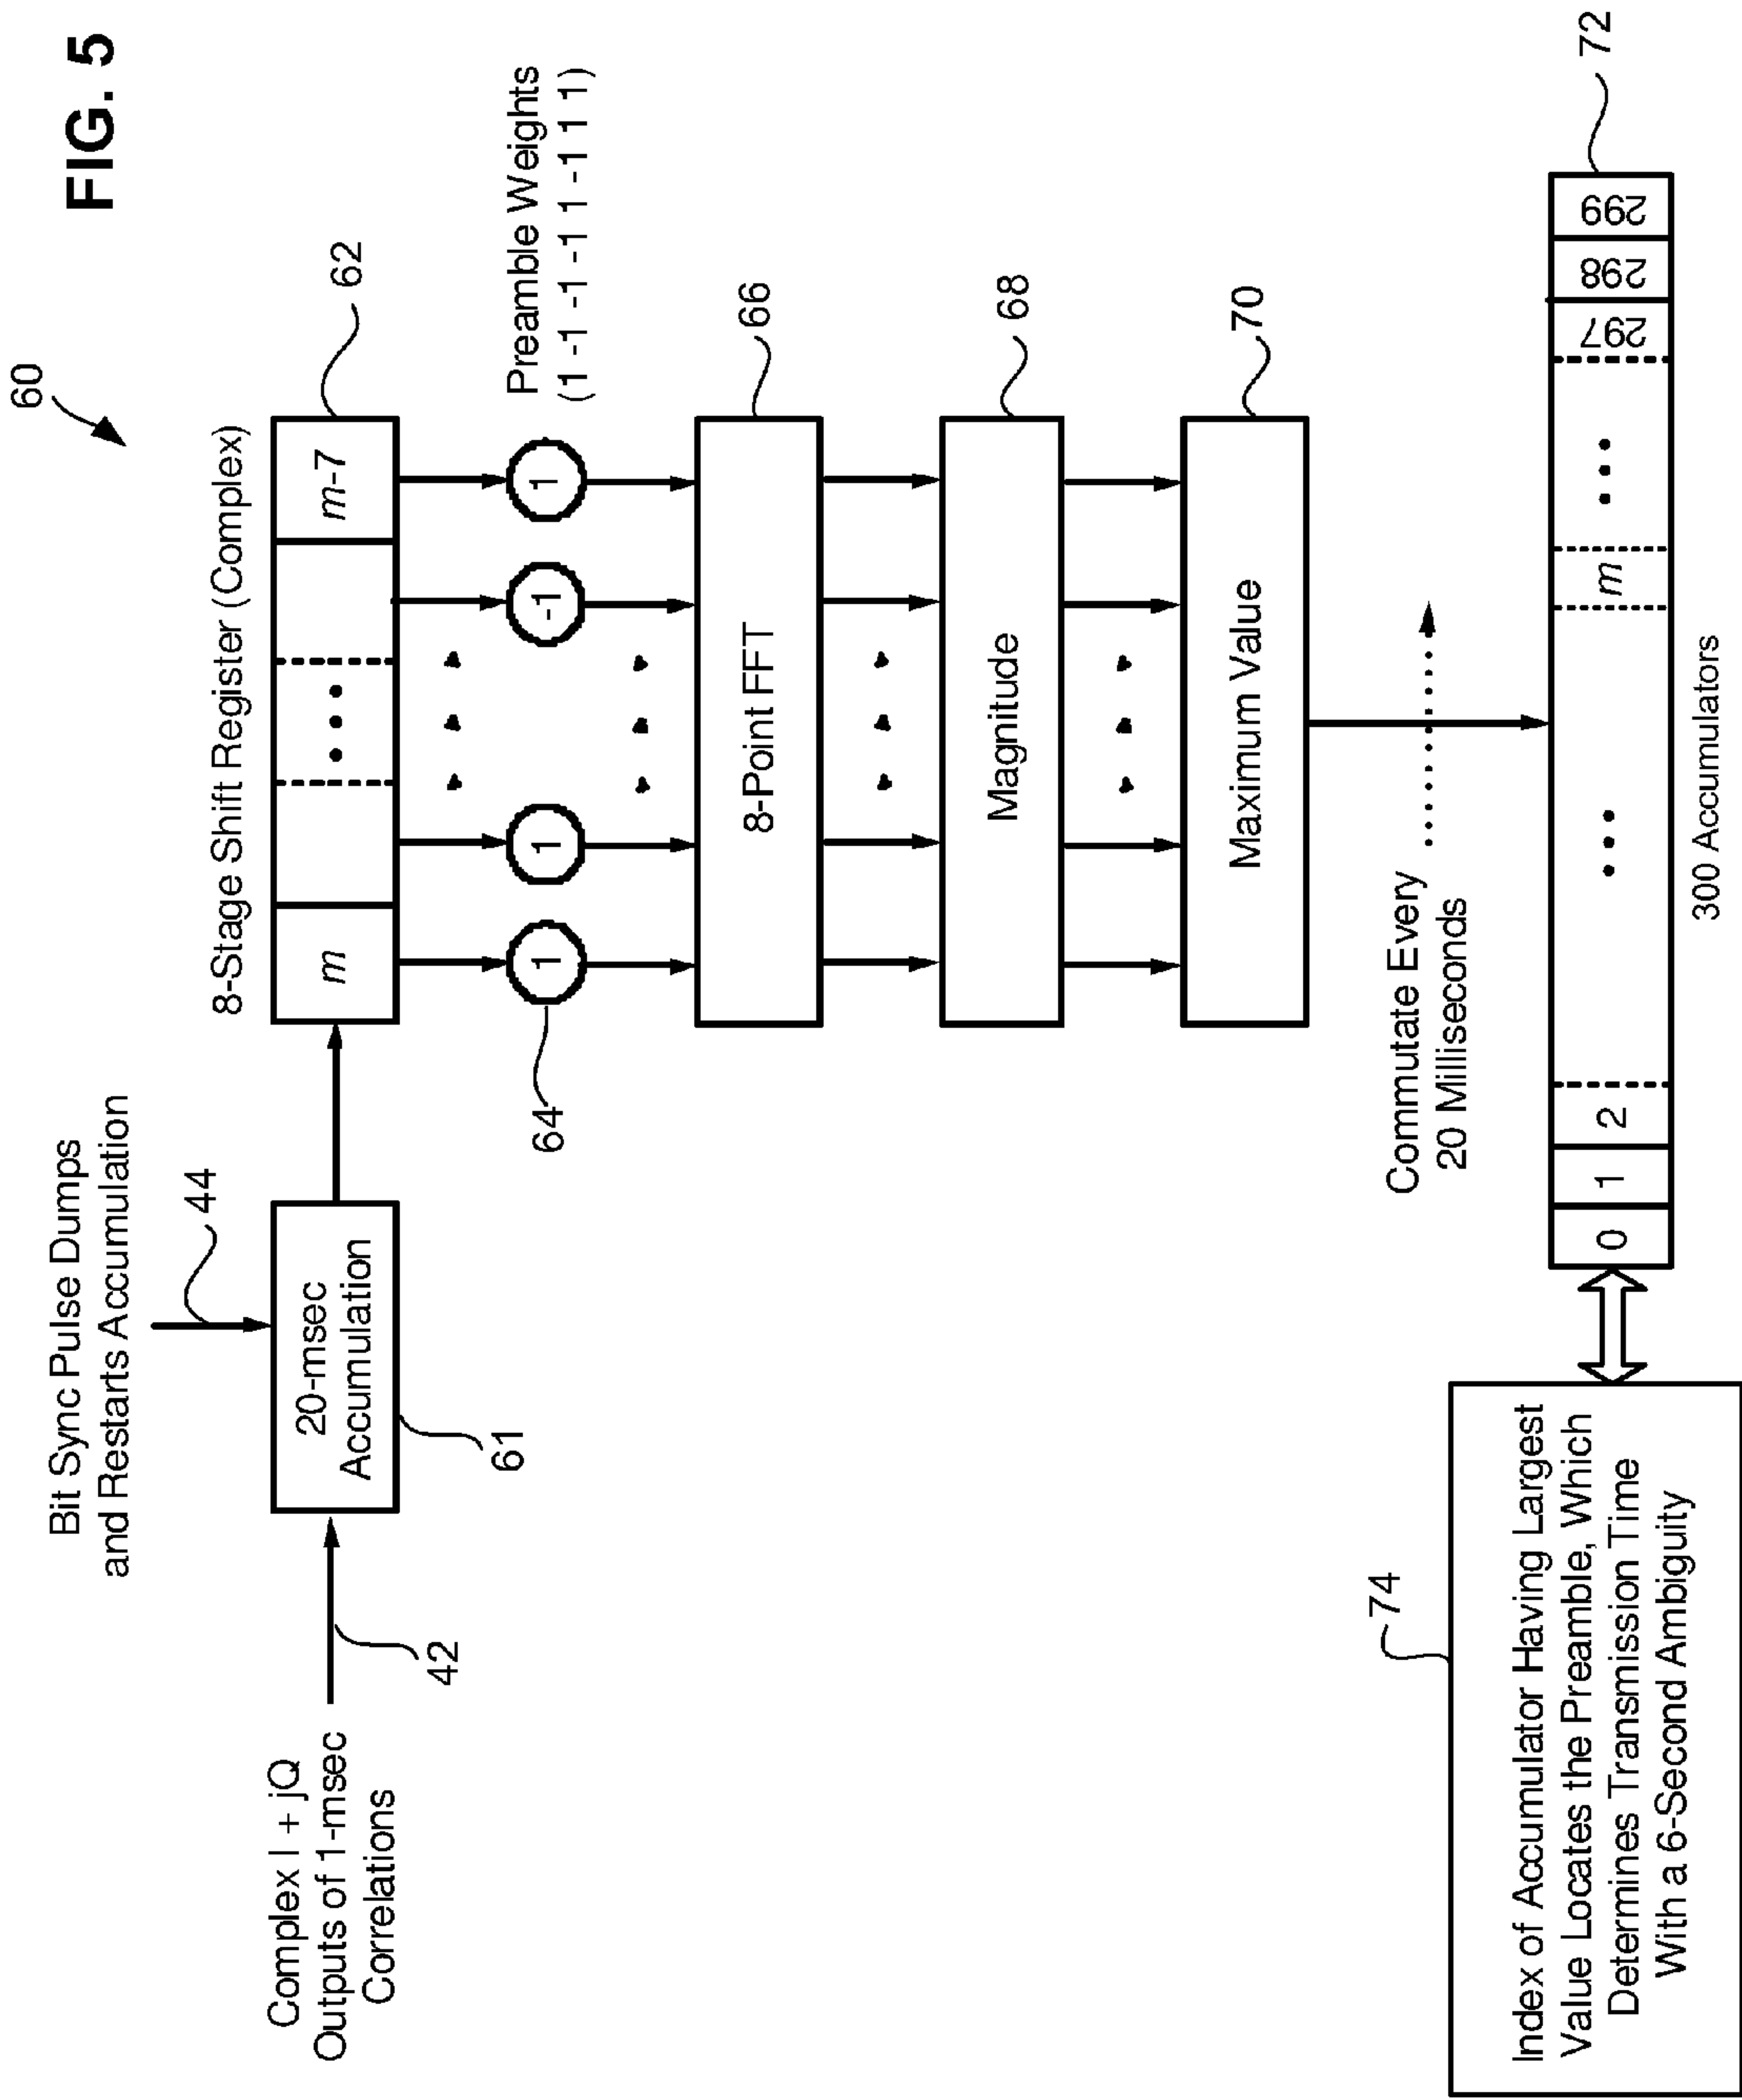 FIG. 5
60
Bit Sync Pulse Dumps
and Restarts Accumulation
44
Complex I + jQ
Outputs of 1-msec
Correlations
42
20-msec
Accumulation
61
8-Stage Shift Register (Complex)
m
•••
m-7
62
64
1
1
-1
1
Preamble Weights
(1 -1 -1 -1 1 -1 1 1)
8-Point FFT
66
Magnitude
68
Maximum Value
70
Commutate Every
20 Milliseconds
0
1
2
•••
m
•••
297
298
299
72
300 Accumulators
74
Index of Accumulator Having Largest
Value Locates the Preamble, Which
Determines Transmission Time
With a 6-Second Ambiguity